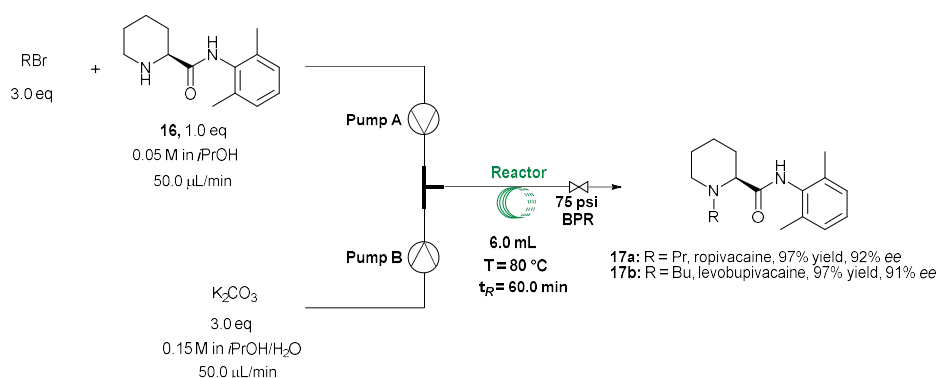 RBr
+
3.0 eq
H
N
N
H
O
16, 1.0 eq
0.05 M in iPrOH
50.0 µL/min
Pump A
Reactor
75 psi
BPR
6.0 mL
T = 80 °C
tR = 60.0 min
Pump B
K2CO3
3.0 eq
0.15 M in iPrOH/H2O
50.0 µL/min
H
N
N
R
O
17a: R = Pr, ropivacaine, 97% yield, 92% ee
17b: R = Bu, levobupivacaine, 97% yield, 91% ee